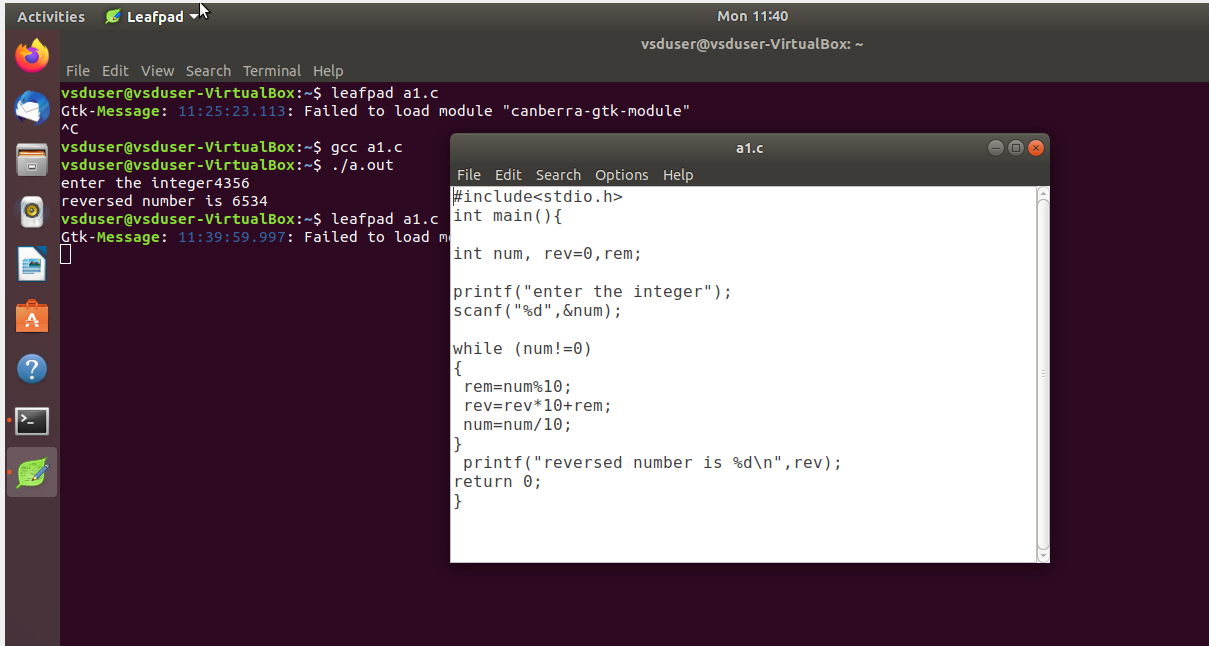 Activities Leafpad Mon 11:40
vsduser@vsduser-VirtualBox: ~
File Edit View Search Terminal Help
vsduser@vsduser-VirtualBox:~$ leafpad a1.c
Gtk-Message: 11:25:23.113: Failed to load module "canberra-gtk-module"
^C
vsduser@vsduser-VirtualBox:~$ gcc a1.c
vsduser@vsduser-VirtualBox:~$ ./a.out
enter the integer4356
reversed number is 6534
vsduser@vsduser-VirtualBox:~$ leafpad a1.c
Gtk-Message: 11:39:59.997: Failed to load
a1.c
File Edit Search Options Help
#include<stdio.h>
int main(){
int num, rev=0,rem;
printf("enter the integer");
scanf("%d",&num);
while (num!=0)
{
rem=num%10;
rev=rev*10+rem;
num=num/10;
}
printf("reversed number is %d\n",rev);
return 0;
}